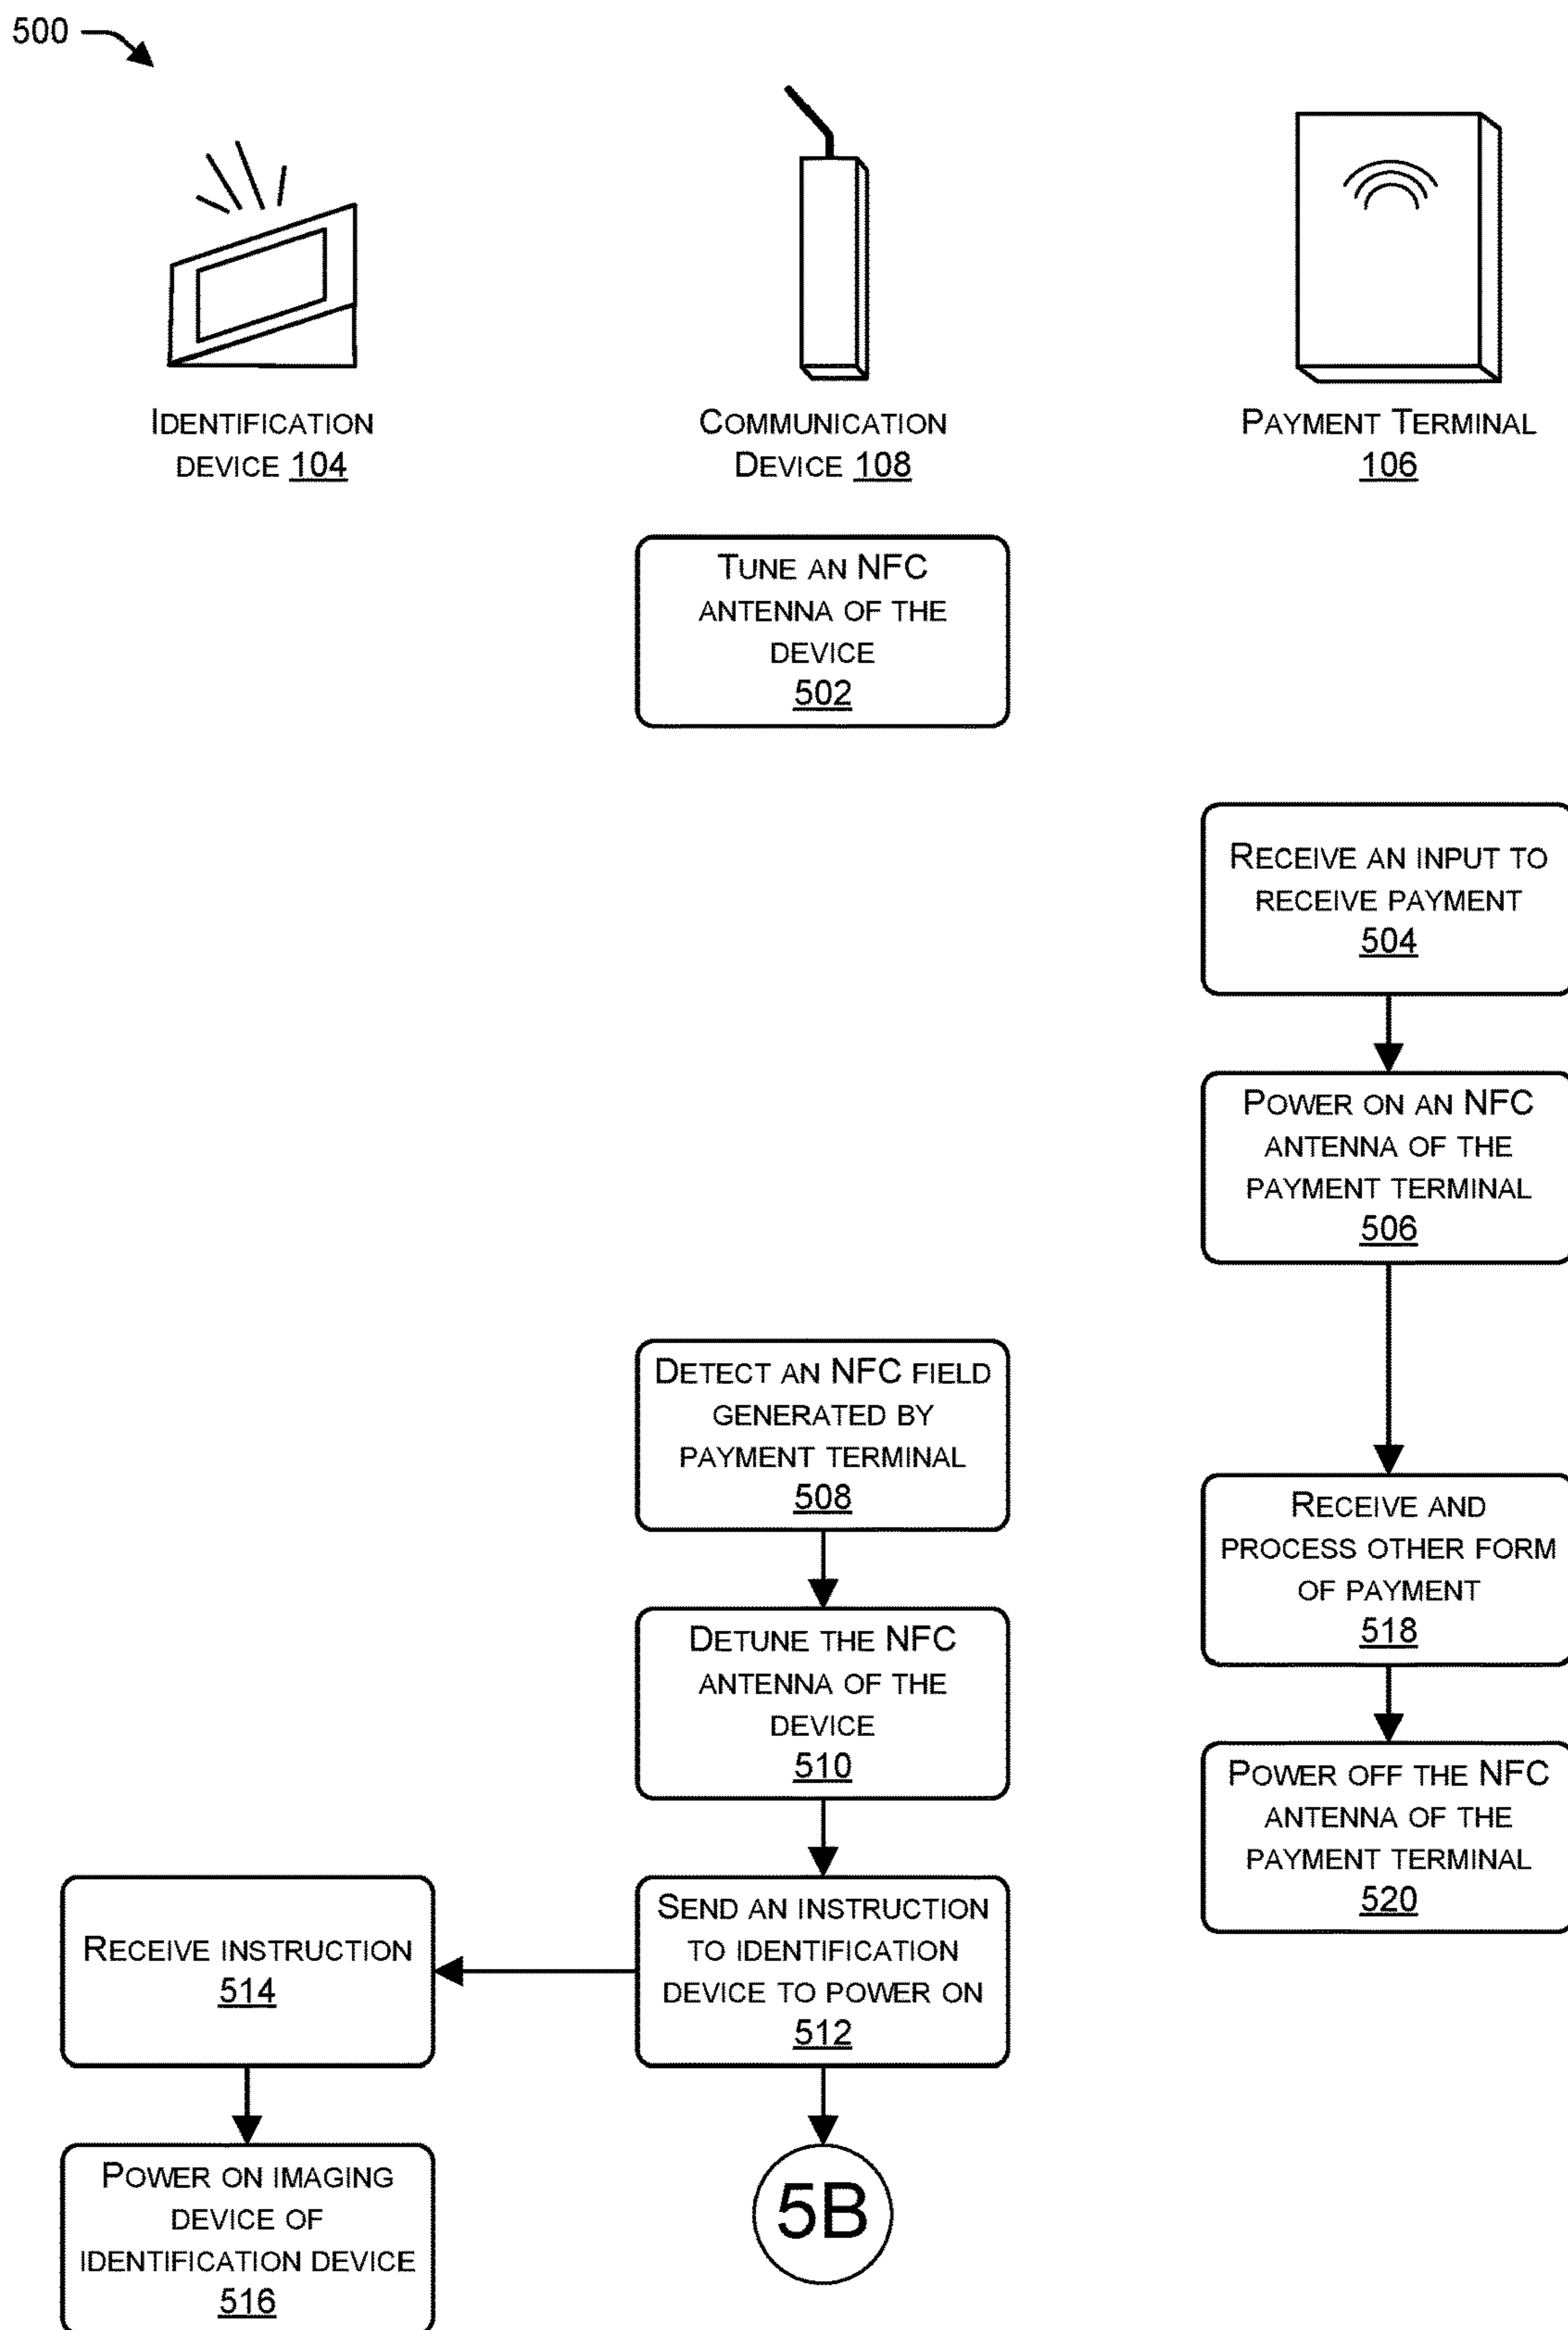 500
IDENTIFICATION
DEVICE 104
COMMUNICATION
DEVICE 108
PAYMENT TERMINAL
106
TUNE AN NFC
ANTENNA OF THE
DEVICE
502
RECEIVE AN INPUT TO
RECEIVE PAYMENT
504
POWER ON AN NFC
ANTENNA OF THE
PAYMENT TERMINAL
506
DETECT AN NFC FIELD
GENERATED BY
PAYMENT TERMINAL
508
RECEIVE AND
PROCESS OTHER FORM
OF PAYMENT
518
DETUNE THE NFC
ANTENNA OF THE
DEVICE
510
POWER OFF THE NFC
ANTENNA OF THE
PAYMENT TERMINAL
520
SEND AN INSTRUCTION
TO IDENTIFICATION
DEVICE TO POWER ON
512
RECEIVE INSTRUCTION
514
POWER ON IMAGING
DEVICE OF
IDENTIFICATION DEVICE
516
5B